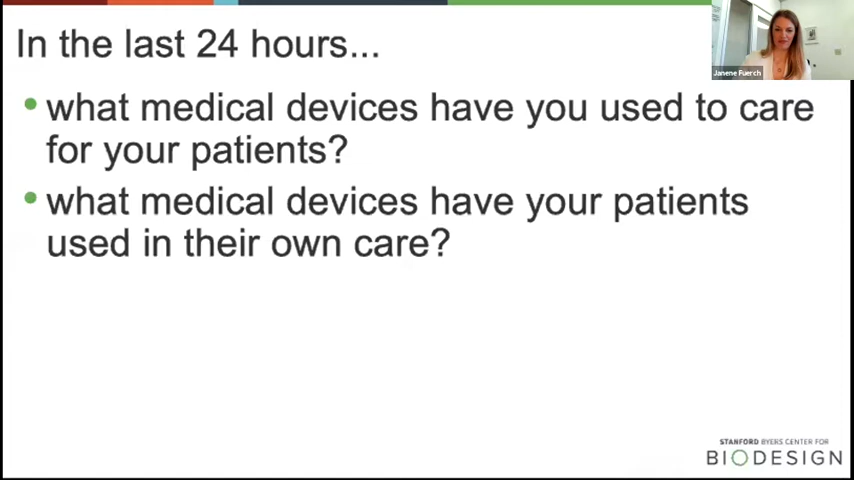 In the last 24 hours...
Janene Fuerch
• what medical devices have you used to care
for your patients?
• what medical devices have your patients
used in their own care?
STANFORD BYERS CENTER FOR
BIODESIGN